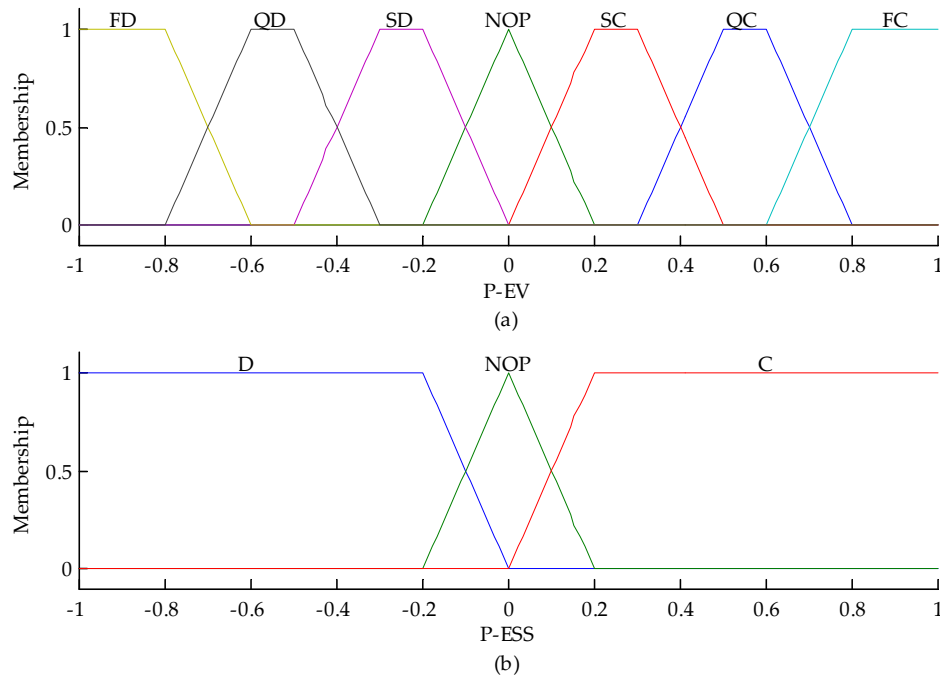 FD QD SD NOP SC QC FC
1
0.5
0
Membership
-1 -0.8 -0.6 -0.4 -0.2 0 0.2 0.4 0.6 0.8 1
P-EV
(a)
D NOP C
1
0.5
0
Membership
-1 -0.8 -0.6 -0.4 -0.2 0 0.2 0.4 0.6 0.8 1
P-ESS
(b)